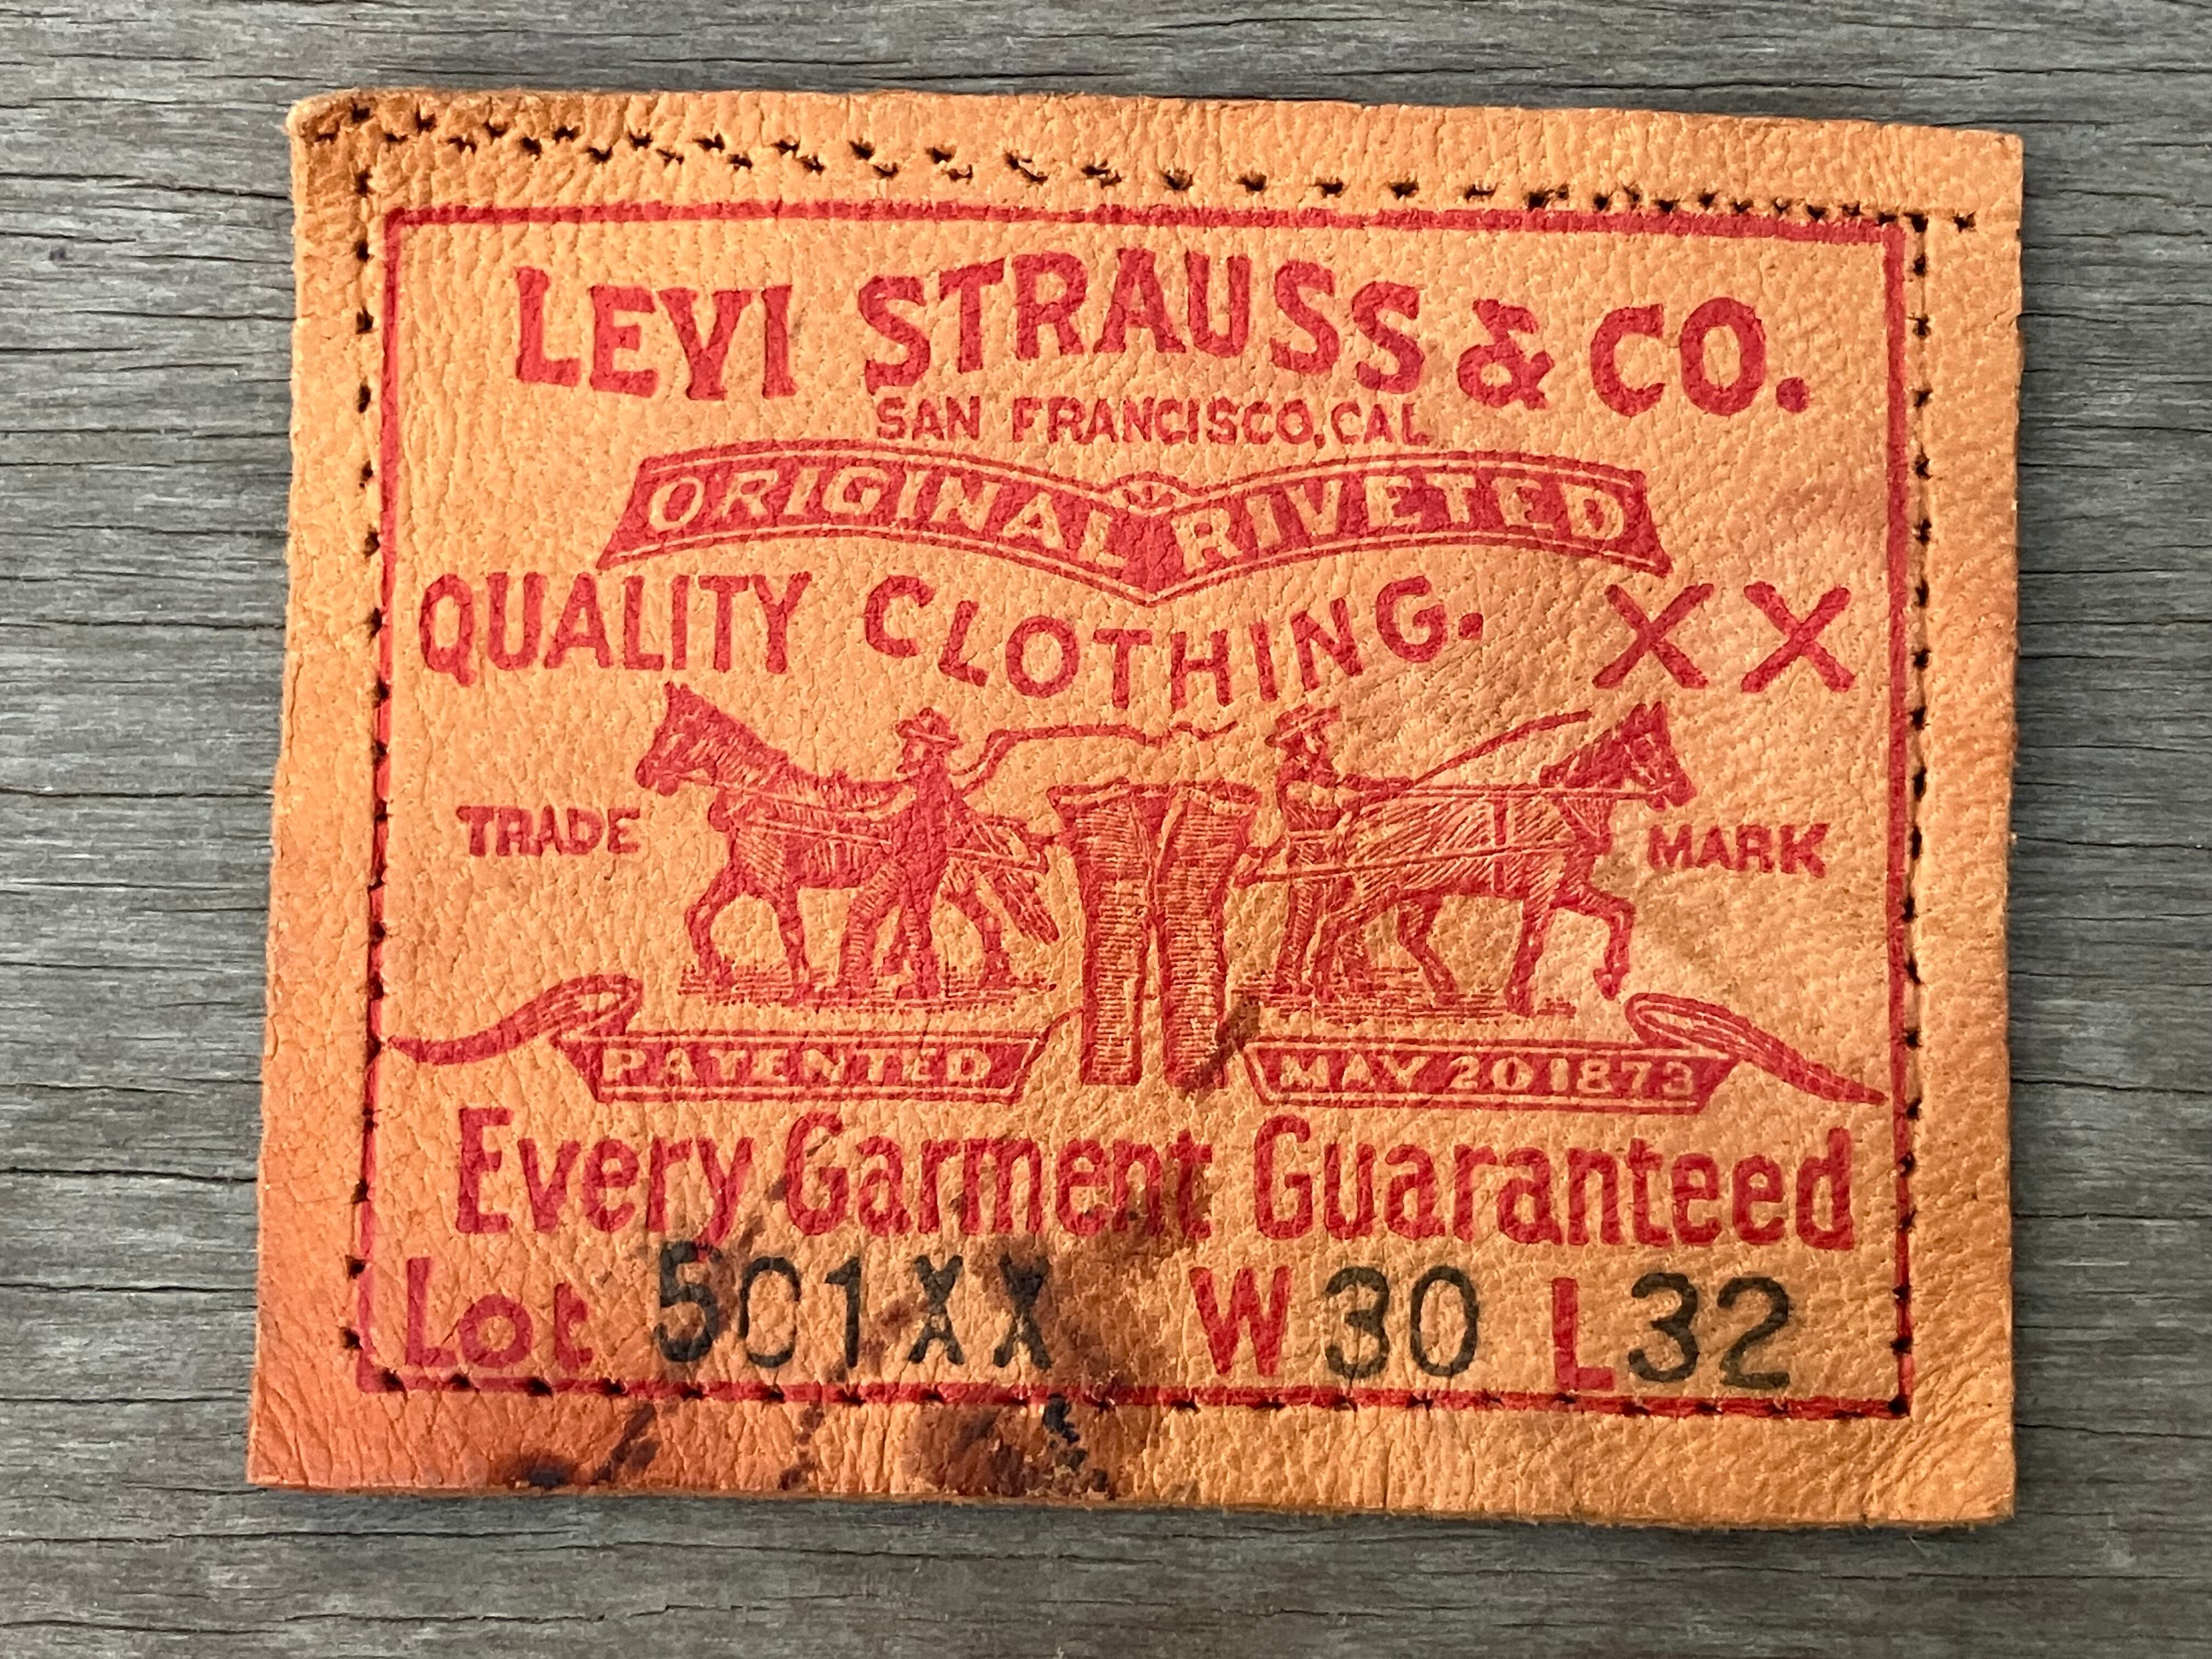 LEVI STRAUSS & CO.
SAN FRANCISCO, CAL
ORIGINAL RIVETED
QUALITY CLOTHING. XX
TRADE MARK
PATENTED MAY 20 1873
Every Garment Guaranteed
Lot 501XX W30 L32